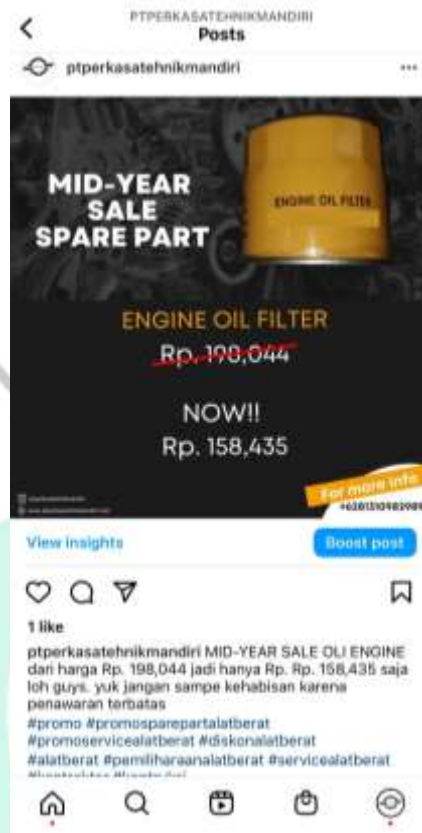 PTPERKASATEHNIKMANDIRI
Posts
ptperkasatehnikmandiri
MID-YEAR
SALE
SPARE PART
ENGINE OIL FILTER
ENGINE OIL FILTER
Rp. 198,044
NOW!!
Rp. 158,435
For more info
View insights
Boost post
1 like
ptperkasatehnikmandiri MID-YEAR SALE OLI ENGINE
dari harga Rp. 198,044 jadi hanya Rp. Rp. 158,435 saja
loh guys. yuk jangan sampe kehabisan karena
penawaran terbatas
#promo #promosparepartalatberat
#promoservicealatberat #diskonalatberat
#alatberat #pemiliharaanalatberat #servicealatberat